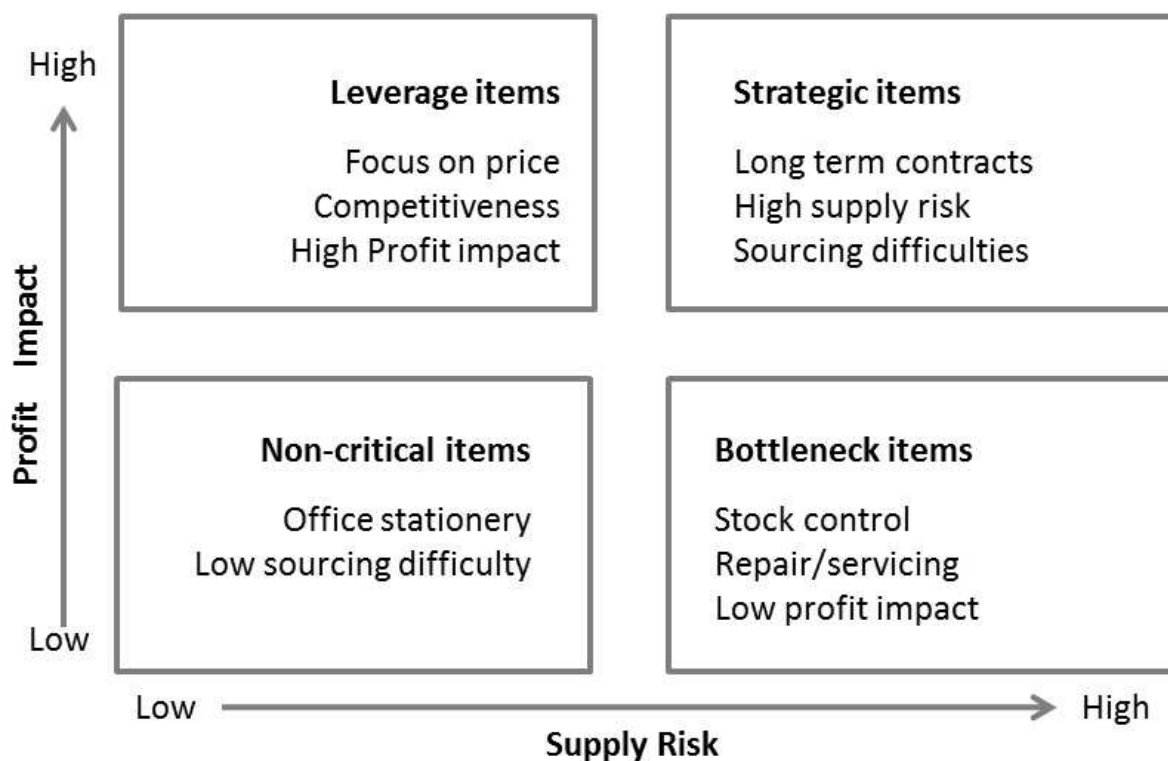 High
Leverage items
Focus on price
Competitiveness
High Profit impact
Strategic items
Long term contracts
High supply risk
Sourcing difficulties
Profit Impact
Non-critical items
Office stationery
Low sourcing difficulty
Bottleneck items
Stock control
Repair/servicing
Low profit impact
Low
Low
High
Supply Risk